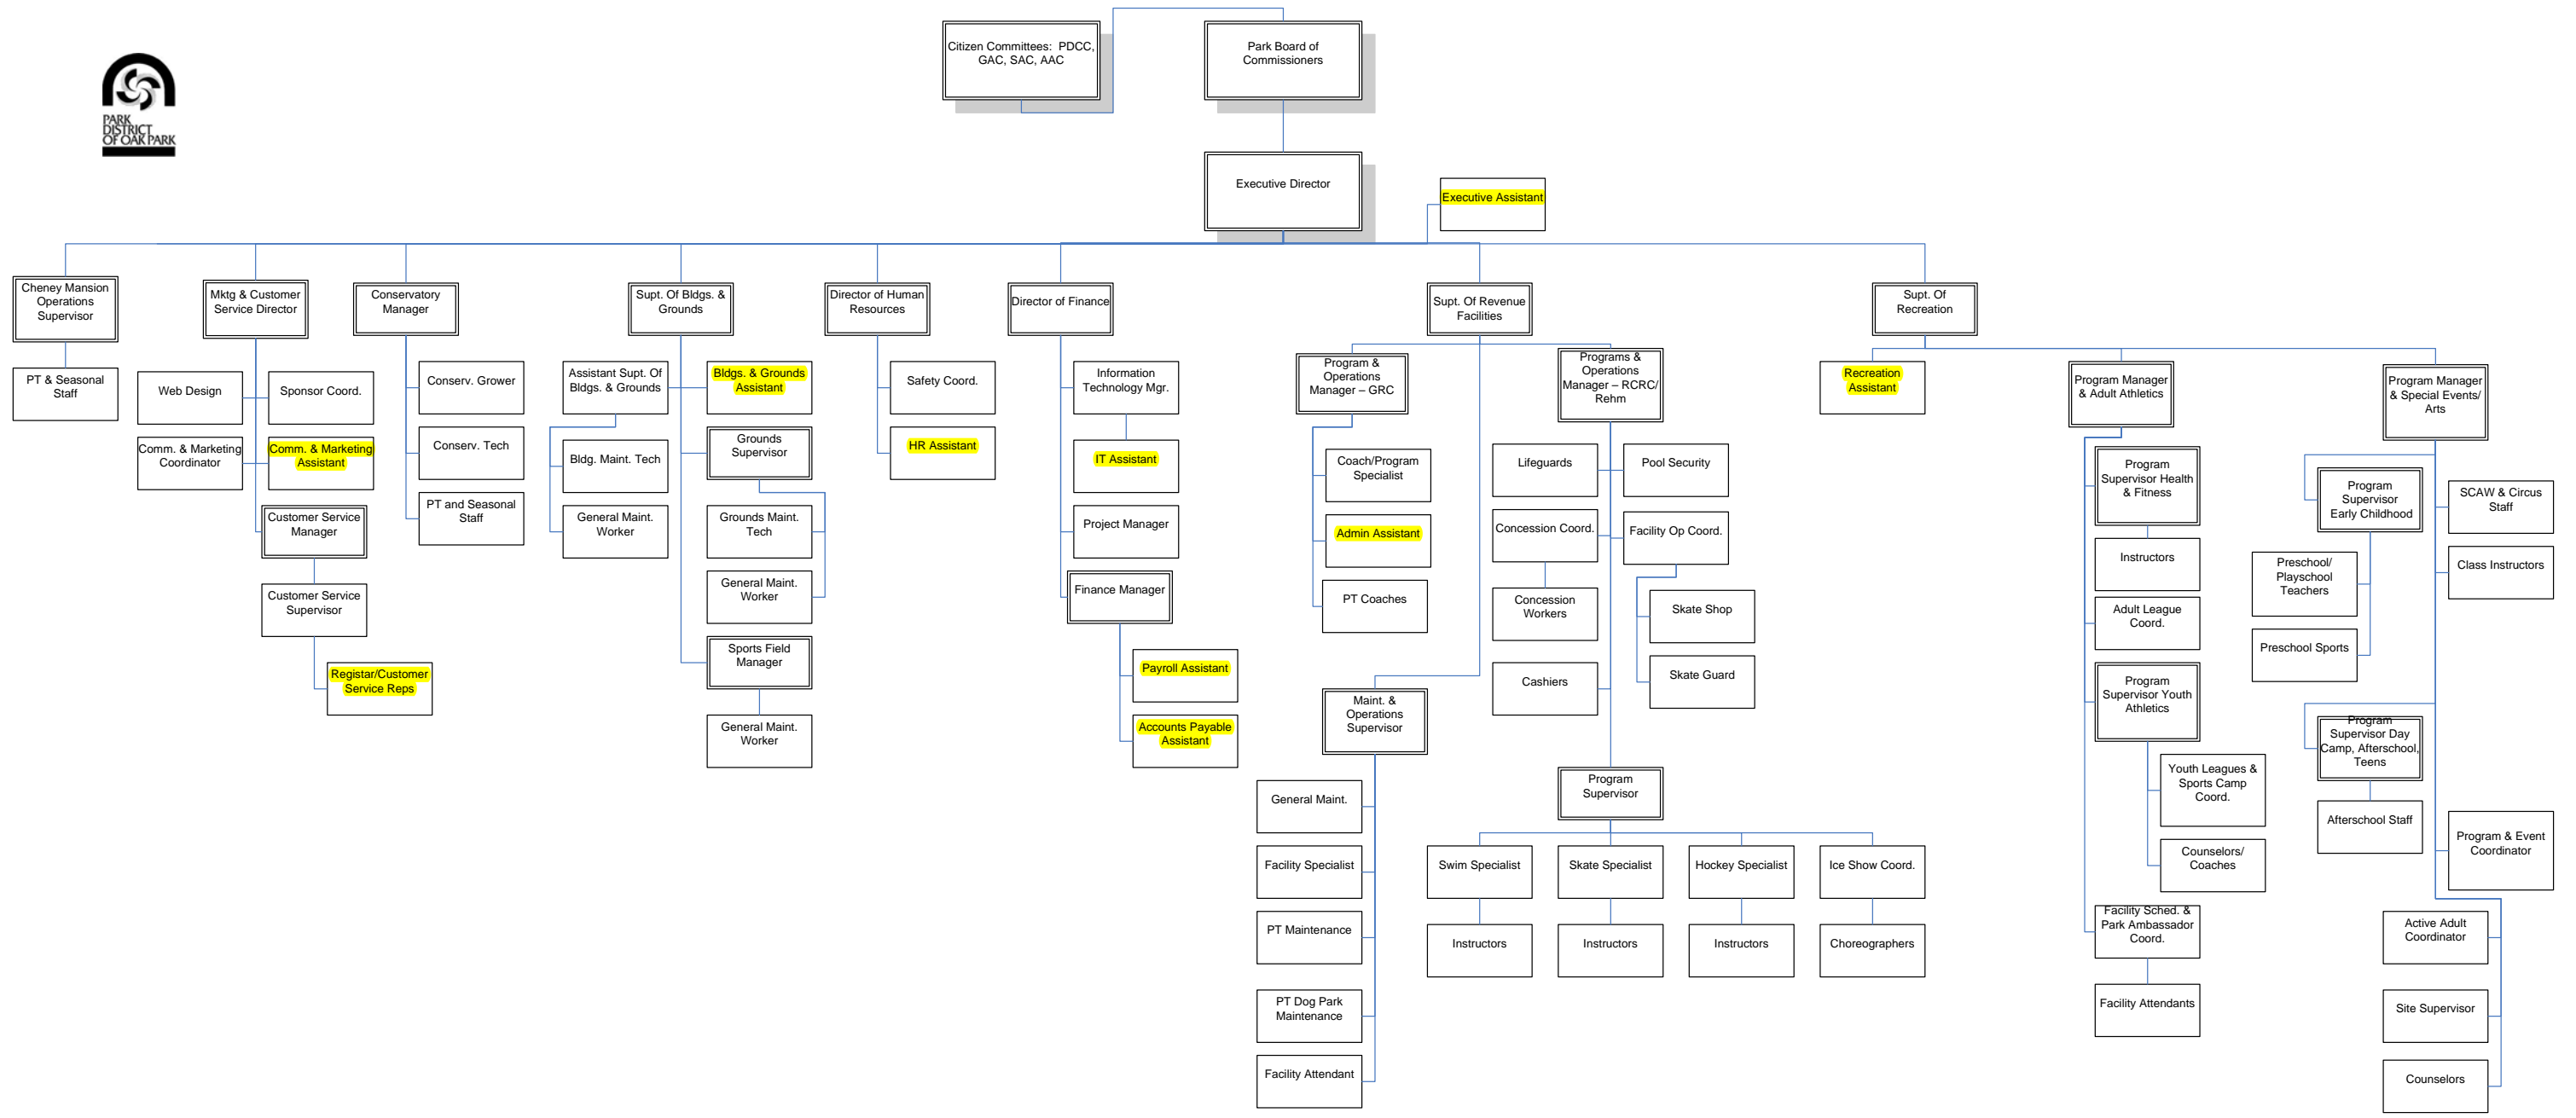 Citizen Committees: PDCC,
GAC, SAC, AAC
Park Board of
Commissioners
PARK
DISTRICT
OF OAK PARK
Executive Director
Executive Assistant
Cheney Mansion
Operations
Supervisor
PT & Seasonal
Staff
Mktg & Customer
Service Director
Web Design
Sponsor Coord.
Comm. & Marketing
Coordinator
Comm. & Marketing
Assistant
Customer Service
Manager
Customer Service
Supervisor
Registar/Customer
Service Reps
Conservatory
Manager
Conserv. Grower
Conserv. Tech
PT and Seasonal
Staff
Supt. Of Bldgs. &
Grounds
Assistant Supt. Of
Bldgs. & Grounds
Bldg. Maint. Tech
General Maint.
Worker
Bldgs. & Grounds
Assistant
Grounds
Supervisor
Grounds Maint.
Tech
General Maint.
Worker
Sports Field
Manager
General Maint.
Worker
Director of Human
Resources
Safety Coord.
HR Assistant
Director of Finance
Information
Technology Mgr.
IT Assistant
Project Manager
Finance Manager
Payroll Assistant
Accounts Payable
Assistant
Supt. Of Revenue
Facilities
Program &
Operations
Manager – GRC
Coach/Program
Specialist
Admin Assistant
PT Coaches
Maint. &
Operations
Supervisor
General Maint.
Facility Specialist
PT Maintenance
PT Dog Park
Maintenance
Facility Attendant
Programs &
Operations
Manager – RCRC/
Rehm
Lifeguards
Pool Security
Concession Coord.
Facility Op Coord.
Concession
Workers
Skate Shop
Cashiers
Skate Guard
Program
Supervisor
Swim Specialist
Skate Specialist
Hockey Specialist
Ice Show Coord.
Instructors
Instructors
Instructors
Choreographers
Supt. Of
Recreation
Recreation
Assistant
Program Manager
& Adult Athletics
Program
Supervisor Health
& Fitness
Instructors
Adult League
Coord.
Program
Supervisor Youth
Athletics
Youth Leagues &
Sports Camp
Coord.
Counselors/
Coaches
Facility Sched. &
Park Ambassador
Coord.
Facility Attendants
Program Manager
& Special Events/
Arts
Program
Supervisor
Early Childhood
Preschool/
Playschool
Teachers
Preschool Sports
SCAW & Circus
Staff
Class Instructors
Program
Supervisor Day
Camp, Afterschool,
Teens
Afterschool Staff
Program & Event
Coordinator
Active Adult
Coordinator
Site Supervisor
Counselors